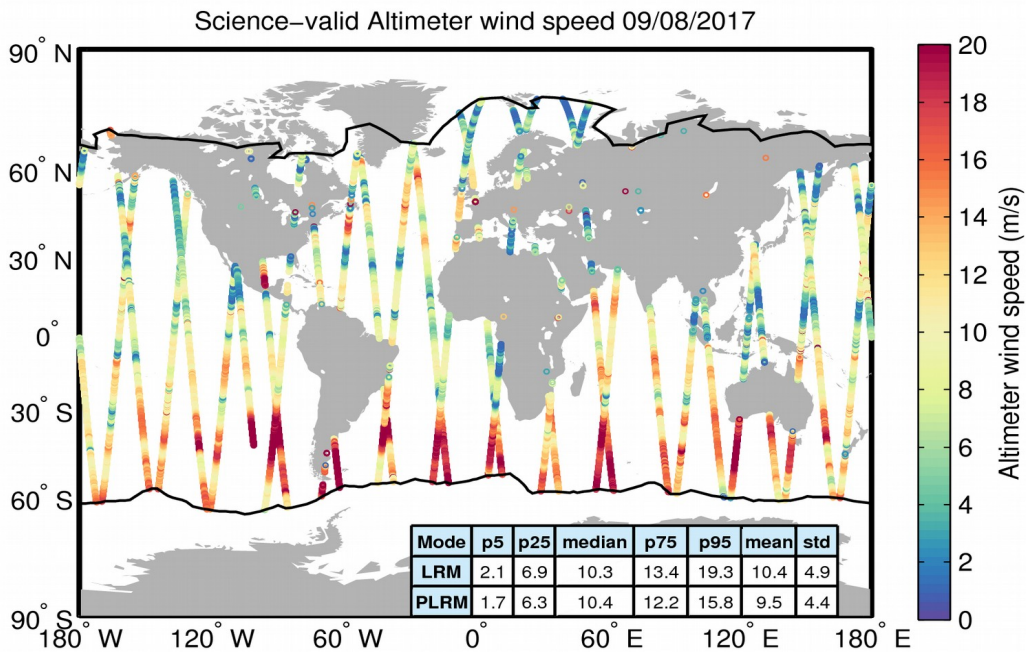 Science−valid Altimeter wind speed 09/08/2017
90° N
60° N
30° N
0°
30° S
60° S
90° S
180° W
120° W
60° W
0°
60° E
120° E
180° E
Mode p5 p25 median p75 p95 mean std
LRM 2.1 6.9 10.3 13.4 19.3 10.4 4.9
PLRM 1.7 6.3 10.4 12.2 15.8 9.5 4.4
20
18
16
14
12
10
8
6
4
2
0
Altimeter wind speed (m/s)